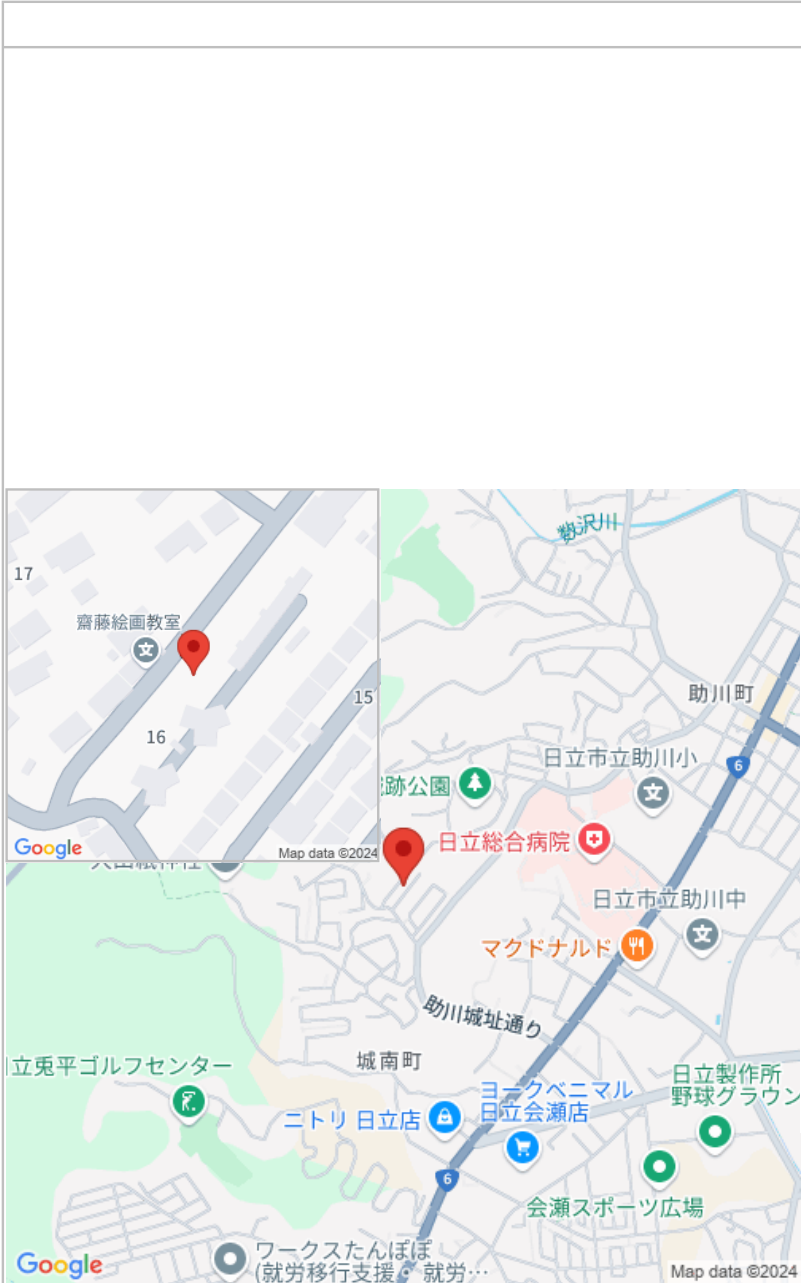 17
齋藤絵画教室
15
16
Google
Map data ©2024
数沢川
助川町
日立市立助川小
6
跡公園
日立総合病院
日立市立助川中
マクドナルド
助川城址通り
城南町
立兎平ゴルフセンター
日立製作所
野球グラウン
ヨークベニマル
日立会瀬店
ニトリ 日立店
6
会瀬スポーツ広場
ワークスたんぽぽ
(就労移行支援・就労…
Google
Map data ©2024